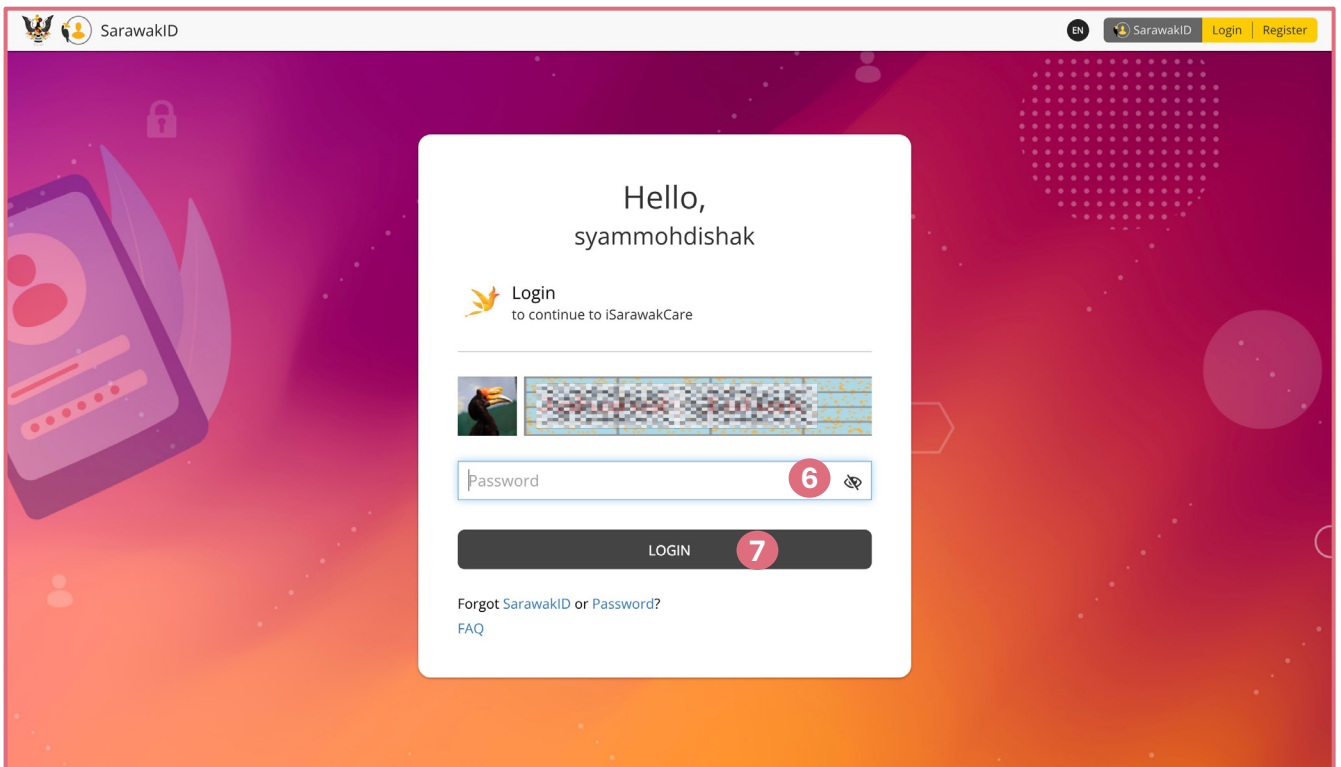 SarawakID
EN
SarawakID Login Register
Hello,
syammohdishak
Login
to continue to iSarawakCare
Password
6
LOGIN
7
Forgot SarawakID or Password?
FAQ